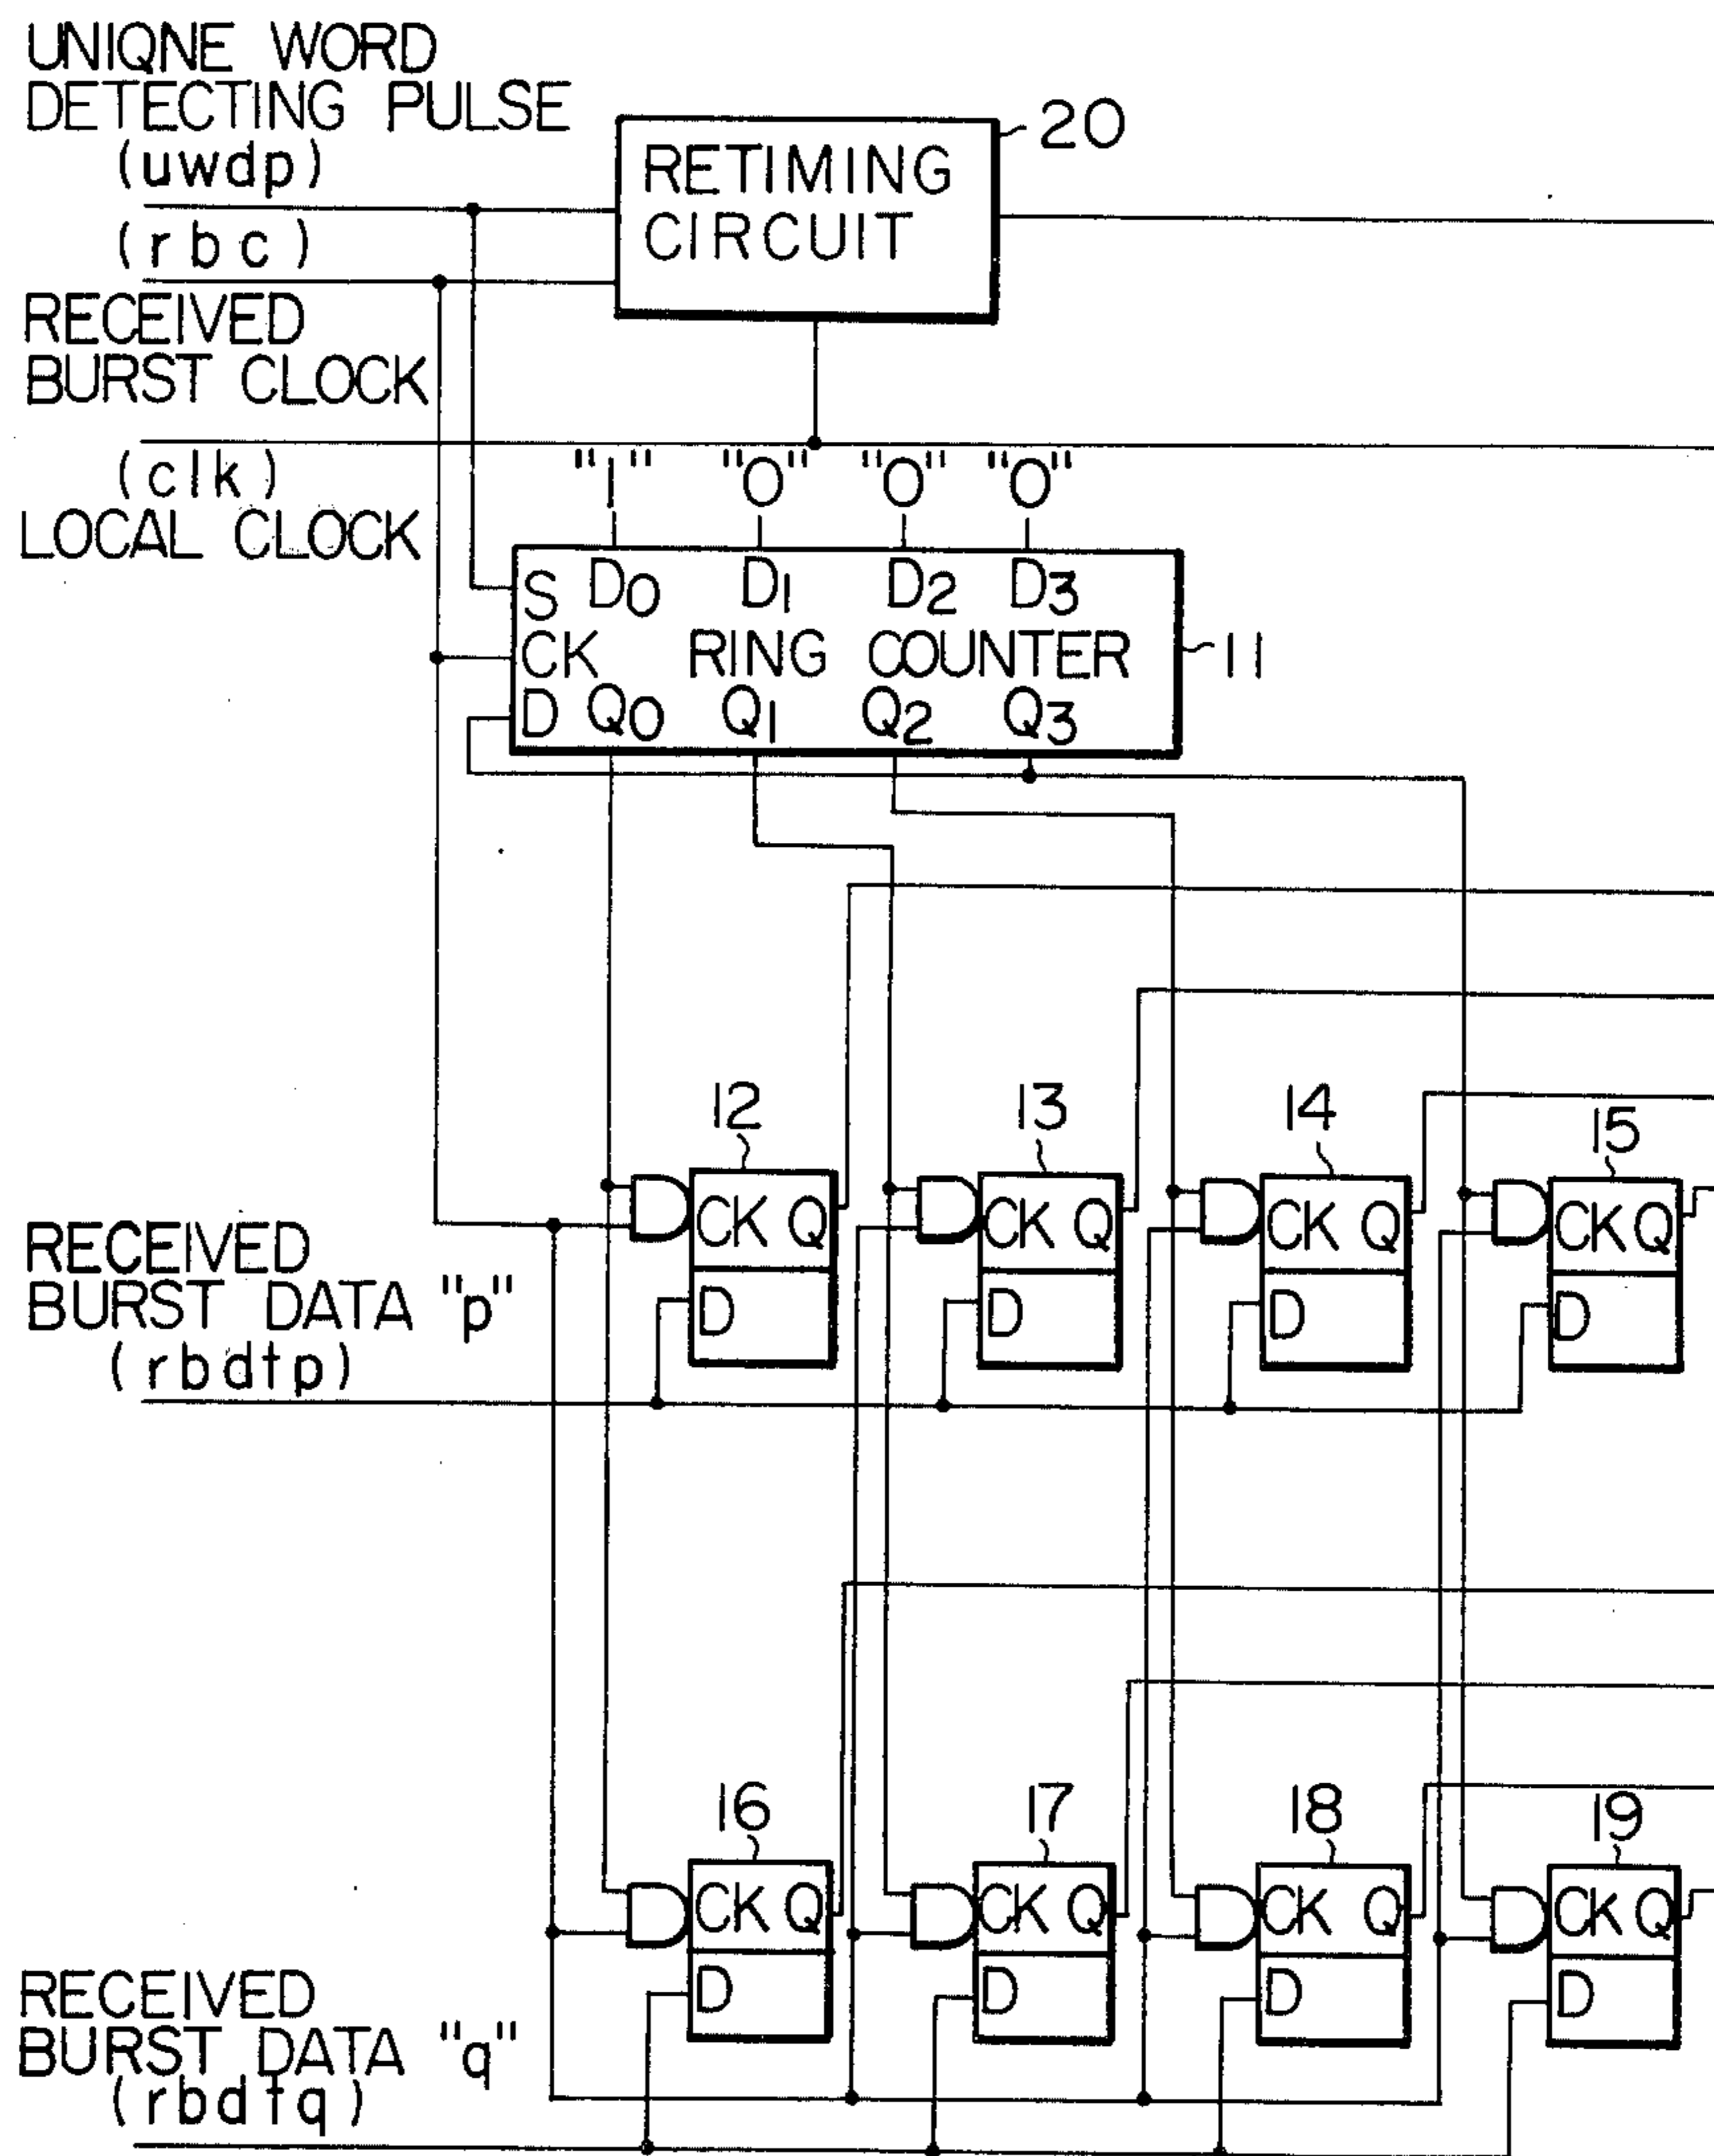 UNIQNE WORD
DETECTING PULSE
(uwdp)
(rbc)
RECEIVED
BURST CLOCK
(clk)
LOCAL CLOCK
RETIMING
CIRCUIT
20
"1" "0" "0" "0"
S D0 D1 D2 D3
CK RING COUNTER
D Q0 Q1 Q2 Q3
11
12 13 14 15
CK Q CK Q CK Q CK Q
D D D D
RECEIVED
BURST DATA "p"
(rbdtp)
16 17 18 19
CK Q CK Q CK Q CK Q
D D D D
RECEIVED
BURST DATA "q"
(rbdtq)